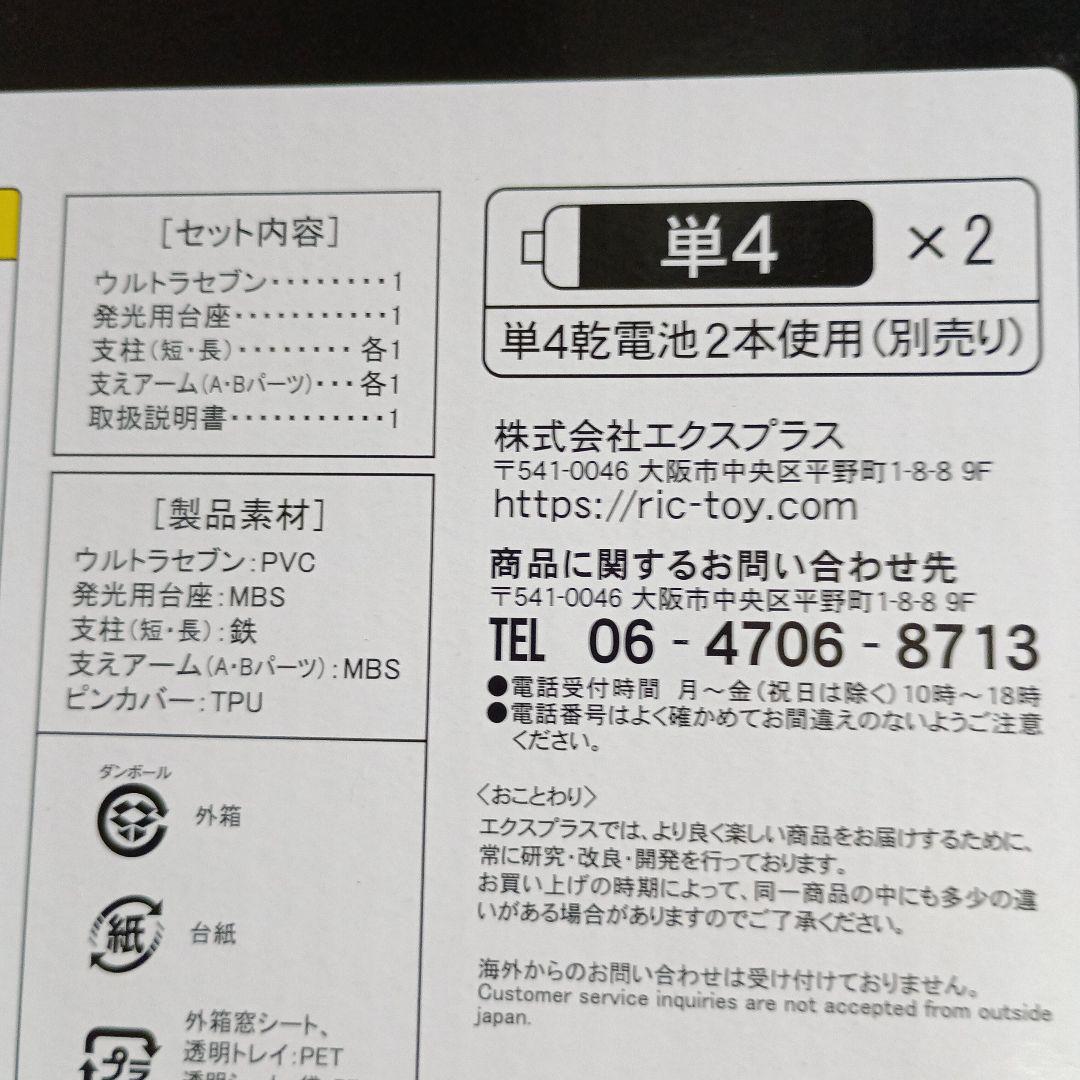 [セット内容]
ウルトラセブン・・・・・・・・1
発光用台座・・・・・・・・・・・1
支柱(短・長)・・・・・・・・各1
支えアーム(A・Bパーツ)・・・各1
取扱説明書・・・・・・・・・・・1
[製品素材]
ウルトラセブン:PVC
発光用台座:MBS
支柱(短・長):鉄
支えアーム(A・Bパーツ):MBS
ピンカバー:TPU
ダンボール
外箱
紙
台紙
プラ
外箱窓シート、
透明トレイ:PET
単4 ×2
単4乾電池2本使用(別売り)
株式会社エクスプラス
〒541-0046 大阪市中央区平野町1-8-8 9F
https://ric-toy.com
商品に関するお問い合わせ先
〒541-0046 大阪市中央区平野町1-8-8 9F
TEL 06-4706-8713
●電話受付時間 月～金(祝日は除く)10時～18時
●電話番号はよく確かめてお間違えのないようご注意
ください。
〈おことわり〉
エクスプラスでは、より良く楽しい商品をお届けするために、
常に研究・改良・開発を行っております。
お買い上げの時期によって、同一商品の中にも多少の違
いがある場合がありますのでご了承ください。
海外からのお問い合わせは受け付けておりません。
Customer service inquiries are not accepted from outside
japan.